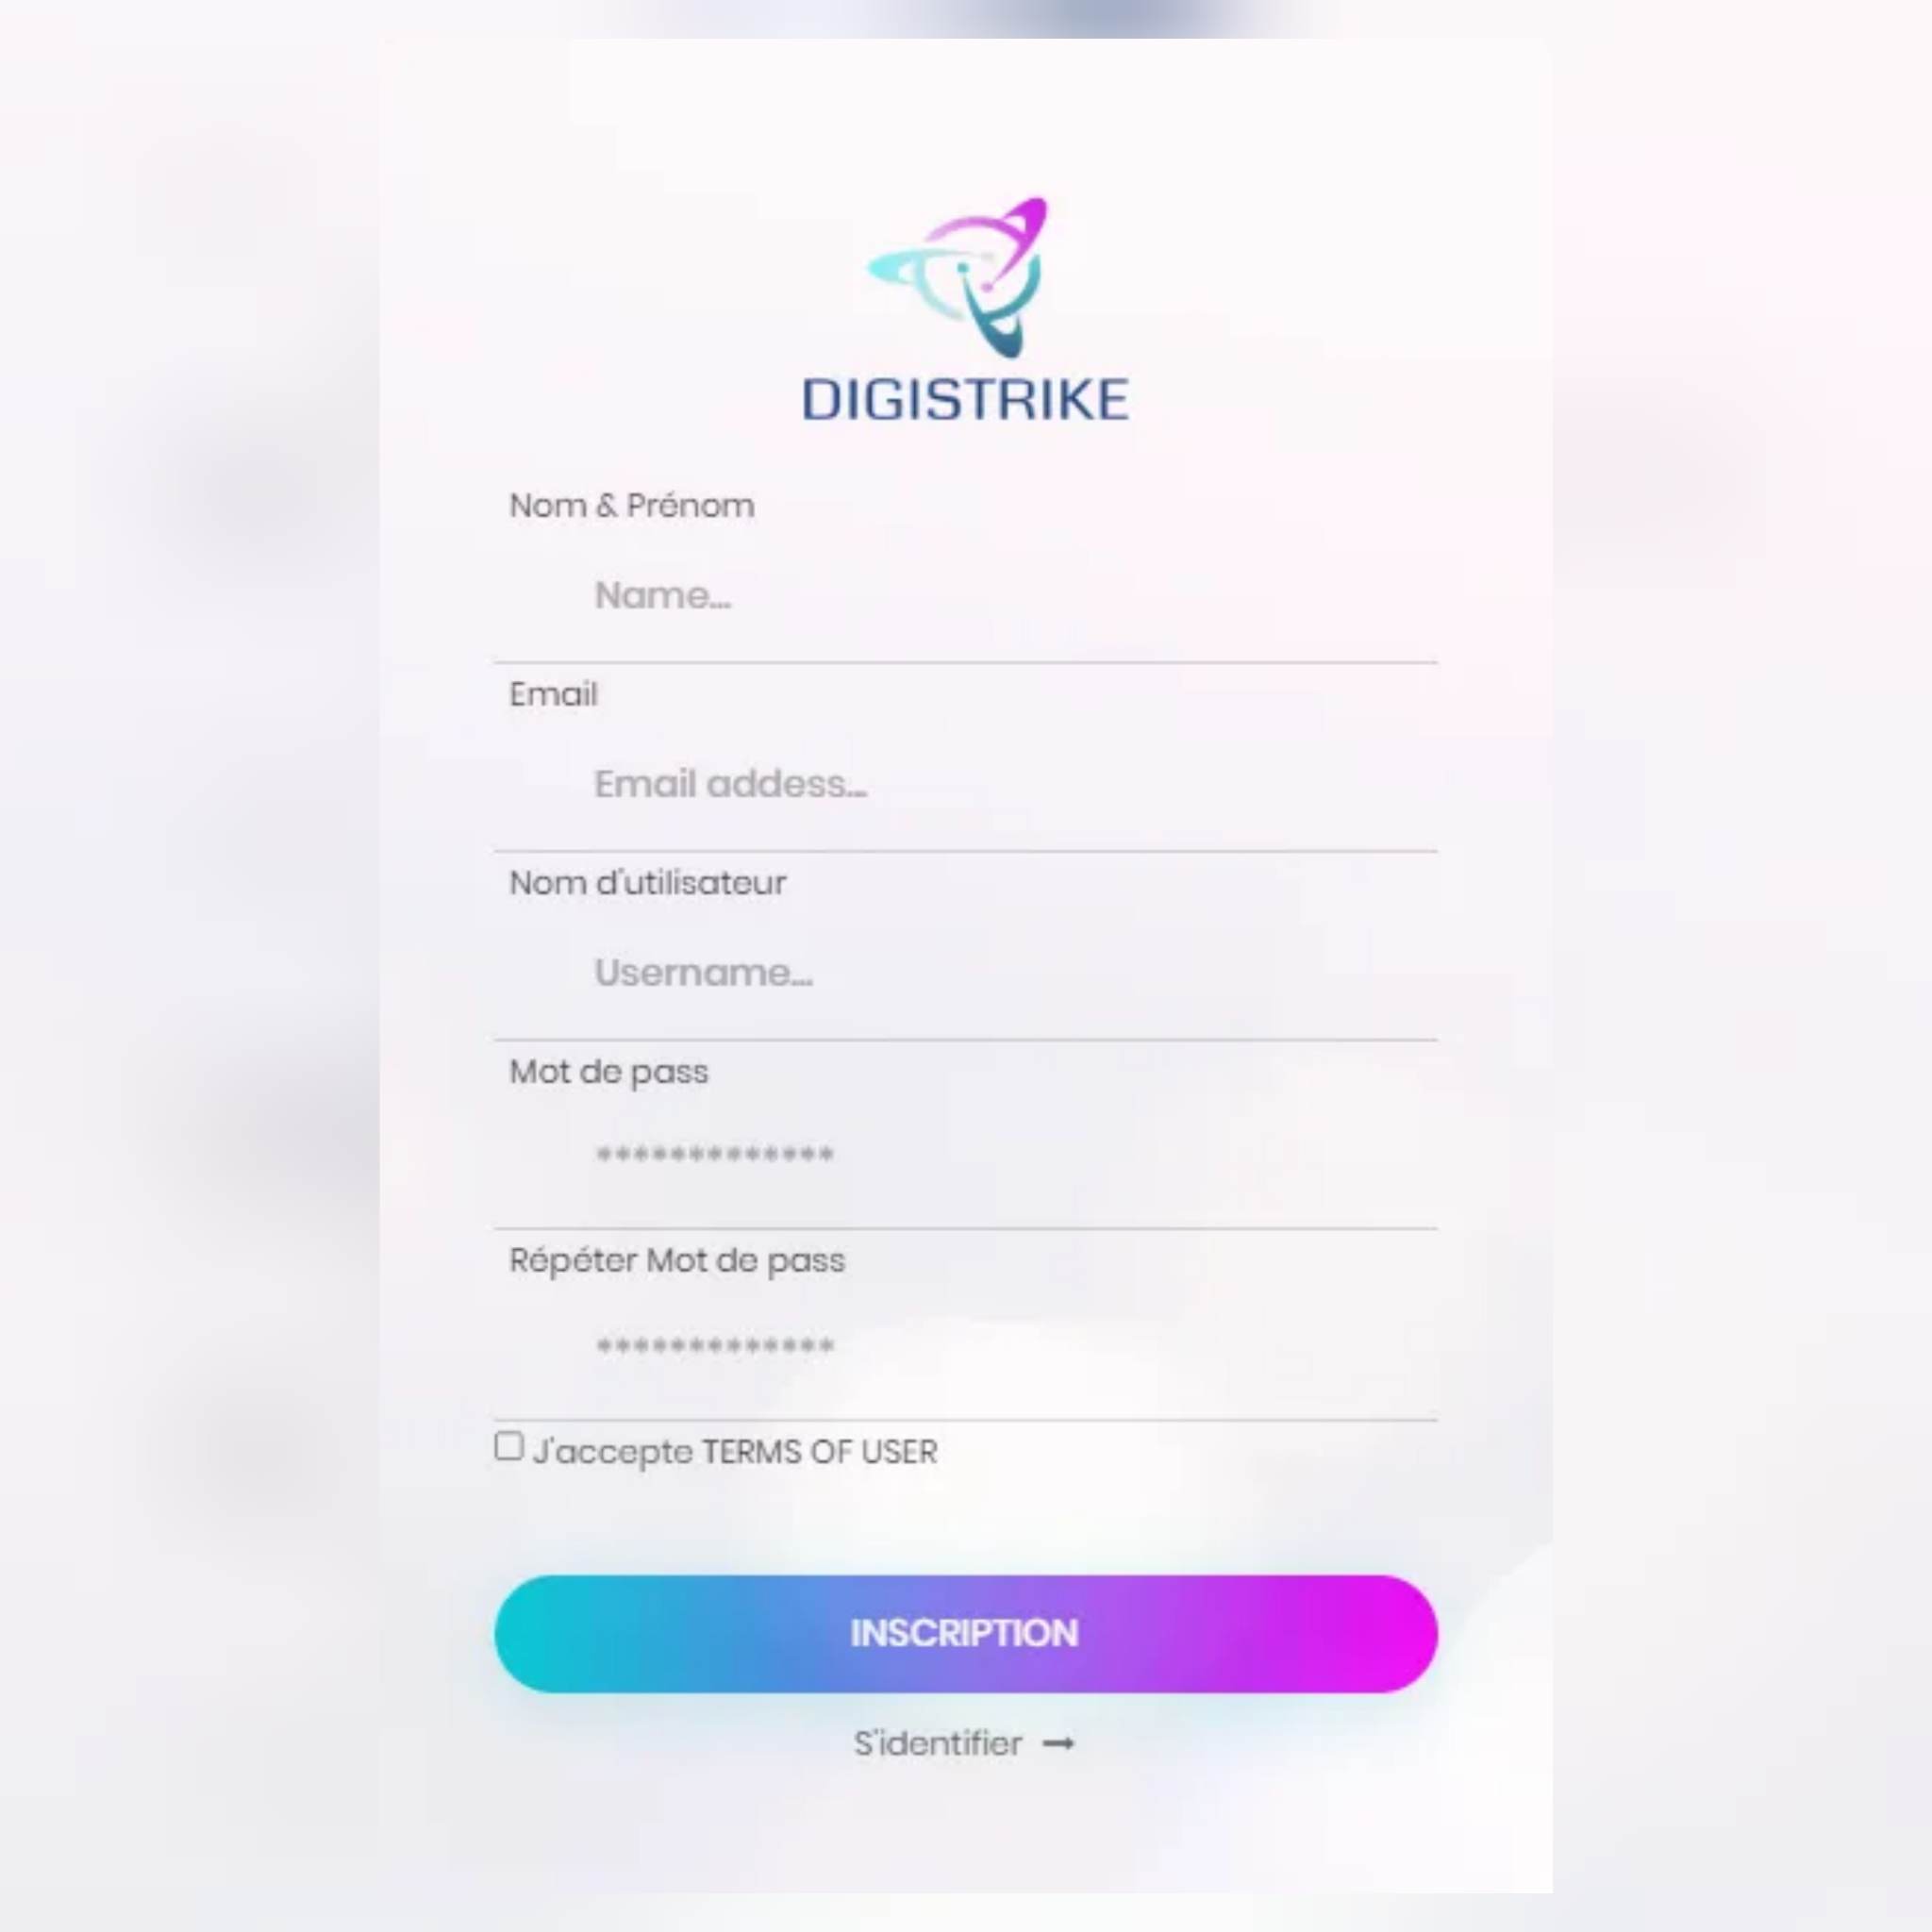 DIGISTRIKE
Nom & Prénom
Name...
Email
Email addess...
Nom d'utilisateur
Username...
Mot de pass
*************
Répéter Mot de pass
*************
J'accepte TERMS OF USER
INSCRIPTION
S'identifier →